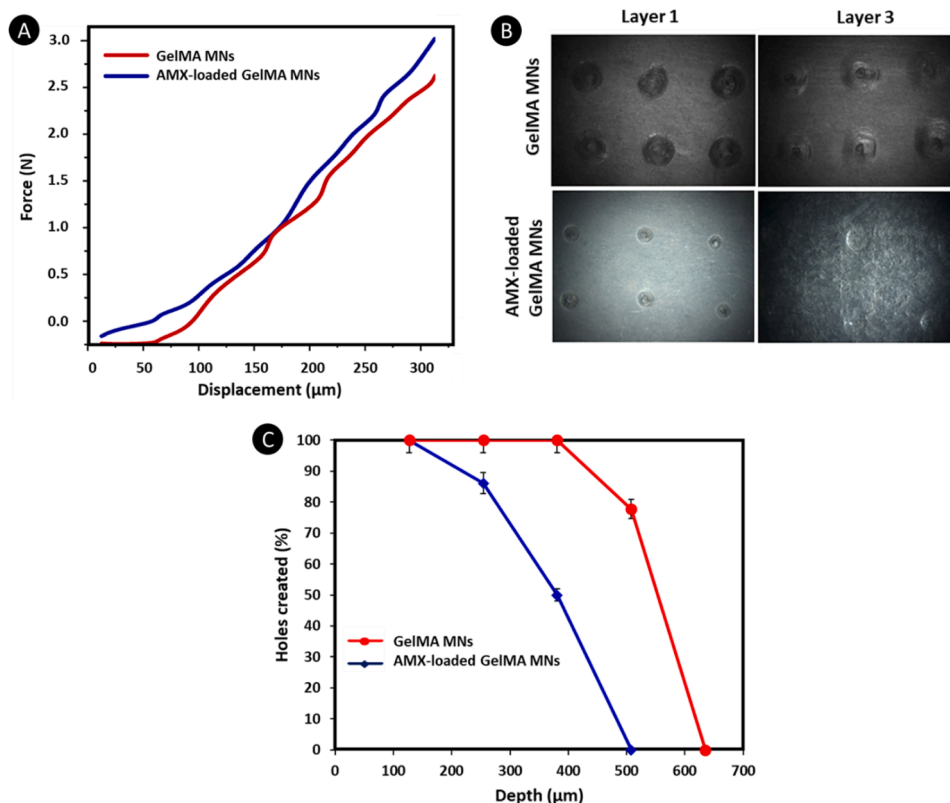 A
GelMA MNs
AMX-loaded GelMA MNs
3.0
2.5
2.0
1.5
1.0
0.5
0.0
Force (N)
0 50 100 150 200 250 300
Displacement (μm)
B
Layer 1 Layer 3
GelMA MNs
AMX-loaded
GelMA MNs
C
100
90
80
70
60
50
40
30
20
10
0
Holes created (%)
GelMA MNs
AMX-loaded GelMA MNs
0 100 200 300 400 500 600 700
Depth (μm)